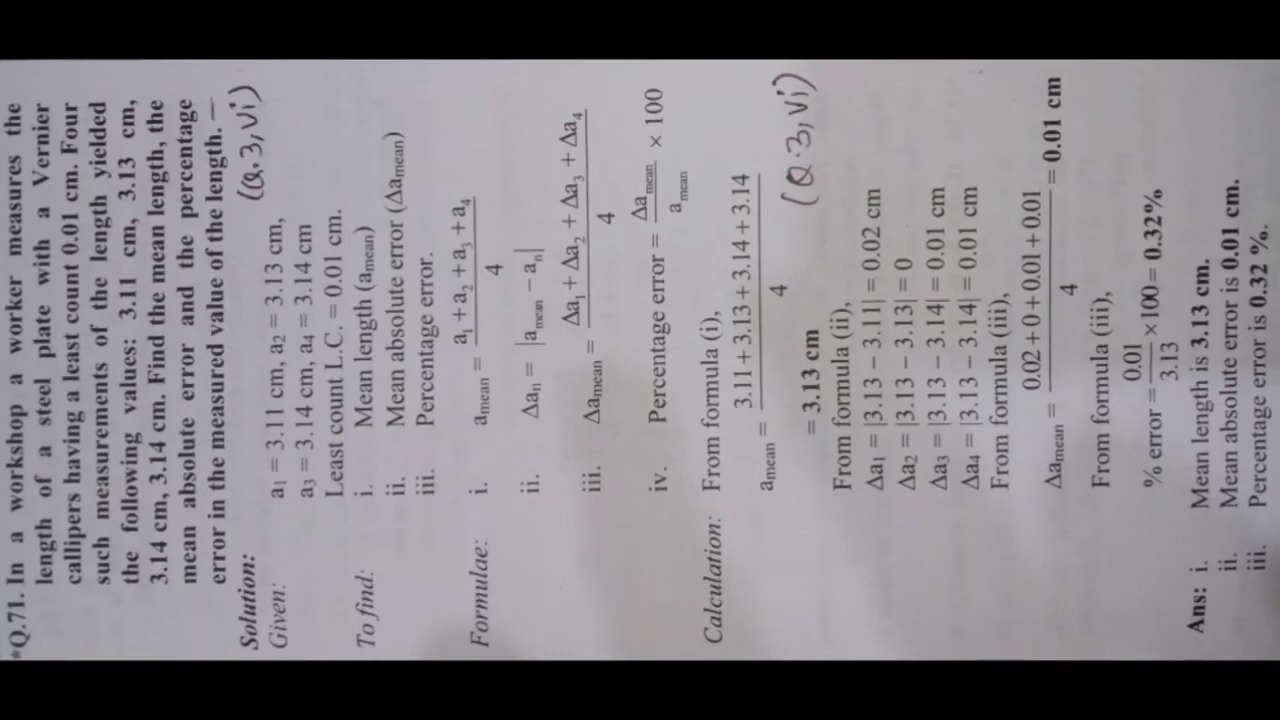 *Q.71. In a workshop a worker measures the
length of a steel plate with a Vernier
callipers having a least count 0.01 cm. Four
such measurements of the length yielded
the following values: 3.11 cm, 3.13 cm,
3.14 cm, 3.14 cm. Find the mean length, the
mean absolute error and the percentage
error in the measured value of the length. —
Solution: (Q.3, vi)
Given: a₁ = 3.11 cm, a₂ = 3.13 cm,
a₃ = 3.14 cm, a₄ = 3.14 cm
Least count L.C. = 0.01 cm.
To find: i. Mean length (a_mean)
ii. Mean absolute error (Δa_mean)
iii. Percentage error.
Formulae: i. a_mean = (a₁ + a₂ + a₃ + a₄)/4
ii. Δaₙ = |a_mean − aₙ|
iii. Δa_mean = (Δa₁ + Δa₂ + Δa₃ + Δa₄)/4
iv. Percentage error = Δa_mean/a_mean × 100
Calculation: From formula (i),
a_mean = (3.11 + 3.13 + 3.14 + 3.14)/4
= 3.13 cm (Q.3, vi)
From formula (ii),
Δa₁ = |3.13 − 3.11| = 0.02 cm
Δa₂ = |3.13 − 3.13| = 0
Δa₃ = |3.13 − 3.14| = 0.01 cm
Δa₄ = |3.13 − 3.14| = 0.01 cm
From formula (iii),
Δa_mean = (0.02 + 0 + 0.01 + 0.01)/4 = 0.01 cm
From formula (iii),
% error = 0.01/3.13 × 100 = 0.32%
Ans: i. Mean length is 3.13 cm.
ii. Mean absolute error is 0.01 cm.
iii. Percentage error is 0.32 %.